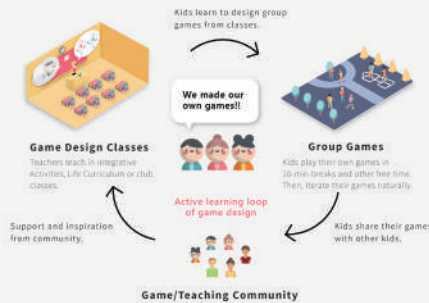 Kids learn to design group
games from classes.
We made our
own games!!
Game Design Classes
Teachers teach in Integrative
Activities, Life Curriculum or club
classes.
Group Games
Kids play their own games in
10-min-breaks and other free time.
Then, iterate their games naturally.
Active learning loop
of game design
Support and inspiration
from community.
Kids share their games
with other kids.
Game/Teaching Community